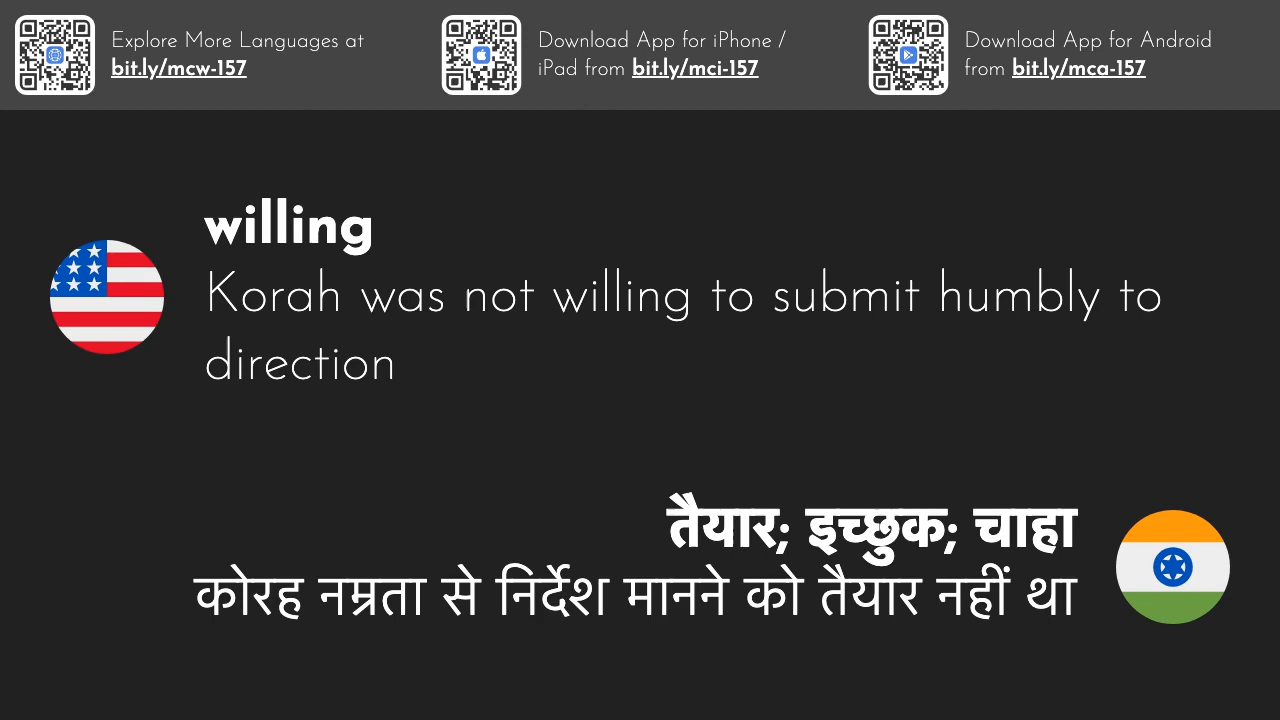 Explore More Languages at
bit.ly/mcw-157
Download App for iPhone /
iPad from bit.ly/mci-157
Download App for Android
from bit.ly/mca-157
willing
Korah was not willing to submit humbly to
direction
तैयार; इच्छुक; चाहा
कोरह नम्रता से निर्देश मानने को तैयार नहीं था